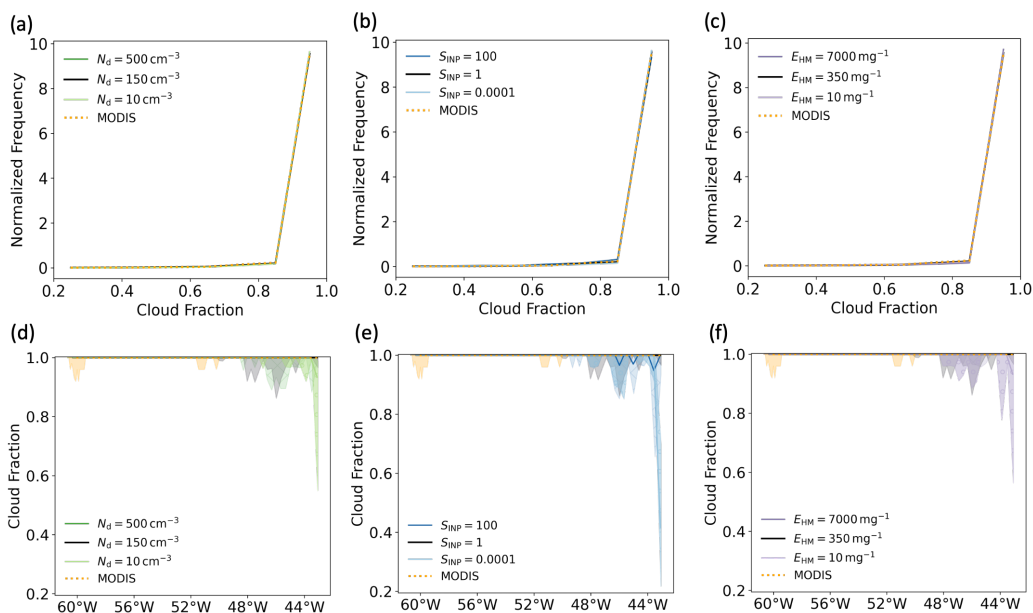 (a)
10
8
6
4
2
0
Normalized Frequency
N_d = 500 cm⁻³
N_d = 150 cm⁻³
N_d = 10 cm⁻³
MODIS
0.2 0.4 0.6 0.8 1.0
Cloud Fraction
(b)
10
8
6
4
2
0
Normalized Frequency
S_INP = 100
S_INP = 1
S_INP = 0.0001
MODIS
0.2 0.4 0.6 0.8 1.0
Cloud Fraction
(c)
10
8
6
4
2
0
Normalized Frequency
E_HM = 7000 mg⁻¹
E_HM = 350 mg⁻¹
E_HM = 10 mg⁻¹
MODIS
0.2 0.4 0.6 0.8 1.0
Cloud Fraction
(d)
1.0
0.8
0.6
0.4
0.2
Cloud Fraction
N_d = 500 cm⁻³
N_d = 150 cm⁻³
N_d = 10 cm⁻³
MODIS
60°W 56°W 52°W 48°W 44°W
(e)
1.0
0.8
0.6
0.4
0.2
Cloud Fraction
S_INP = 100
S_INP = 1
S_INP = 0.0001
MODIS
60°W 56°W 52°W 48°W 44°W
(f)
1.0
0.8
0.6
0.4
0.2
Cloud Fraction
E_HM = 7000 mg⁻¹
E_HM = 350 mg⁻¹
E_HM = 10 mg⁻¹
MODIS
60°W 56°W 52°W 48°W 44°W